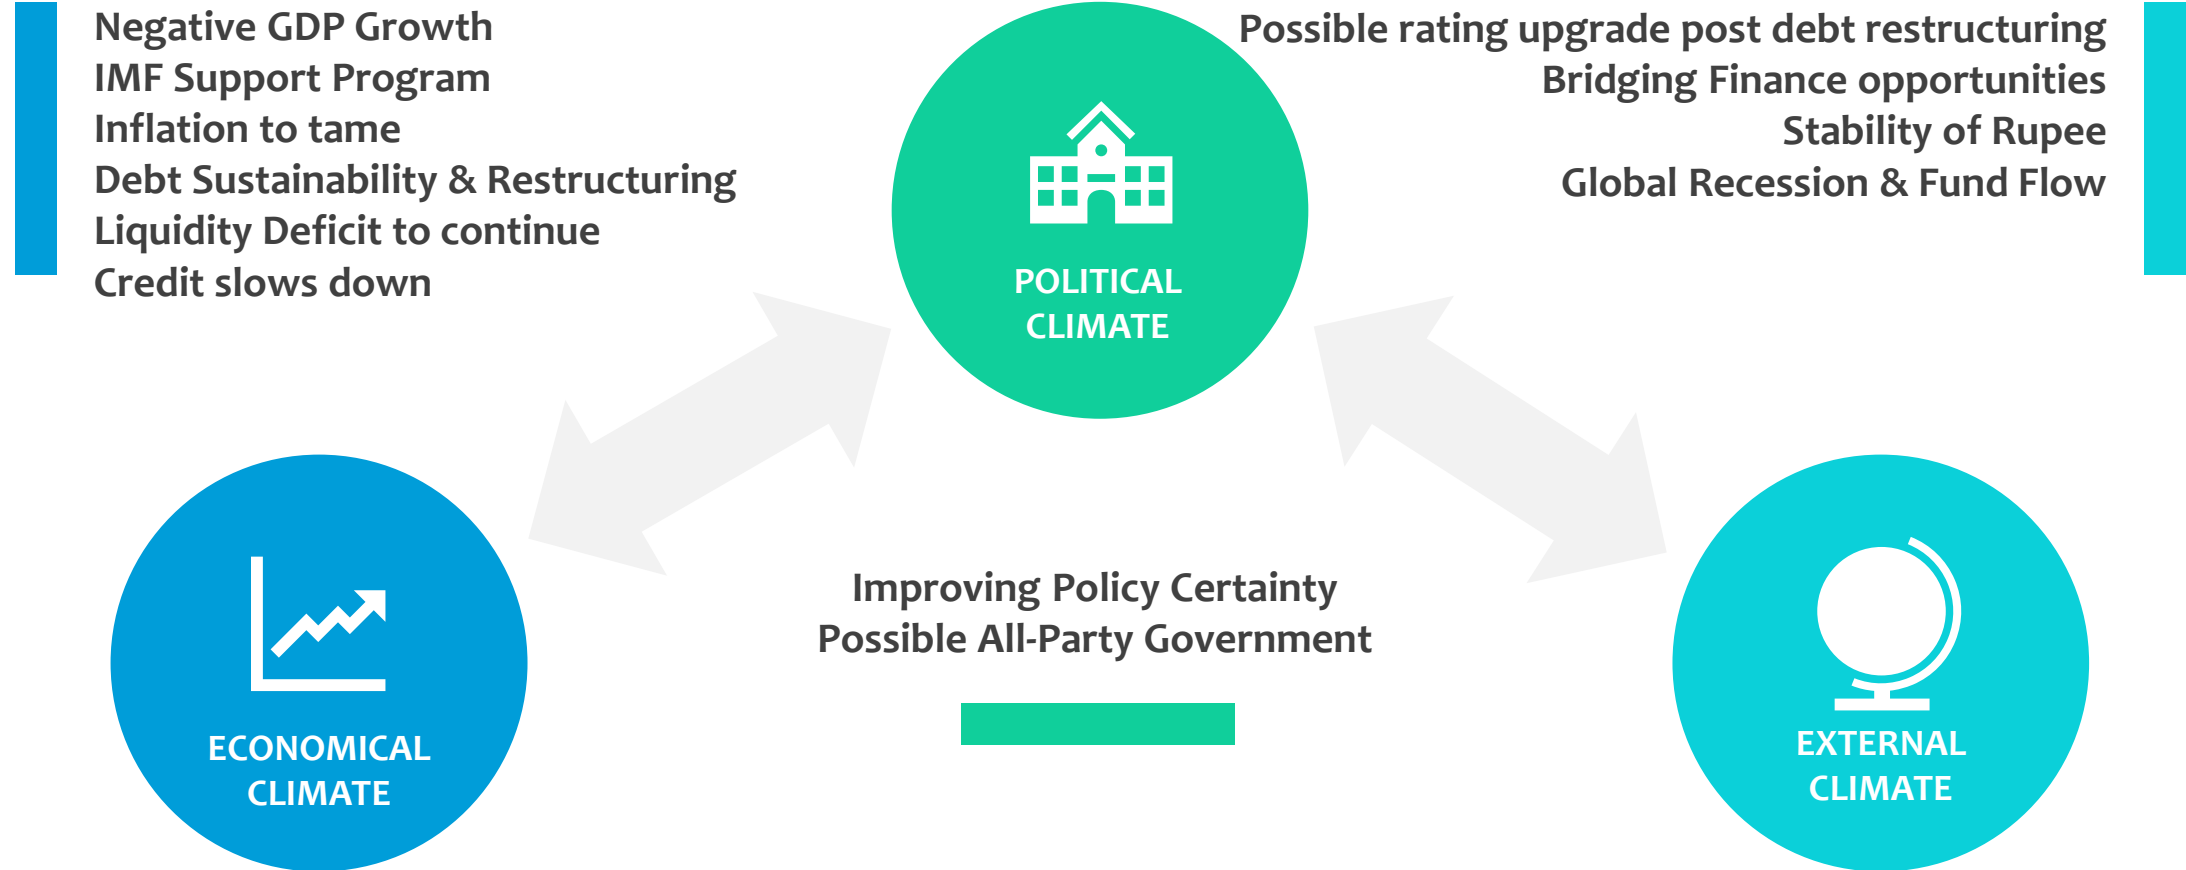 Negative GDP Growth
IMF Support Program
Inflation to tame
Debt Sustainability & Restructuring
Liquidity Deficit to continue
Credit slows down
POLITICAL
CLIMATE
Possible rating upgrade post debt restructuring
Bridging Finance opportunities
Stability of Rupee
Global Recession & Fund Flow
ECONOMICAL
CLIMATE
Improving Policy Certainty
Possible All-Party Government
EXTERNAL
CLIMATE